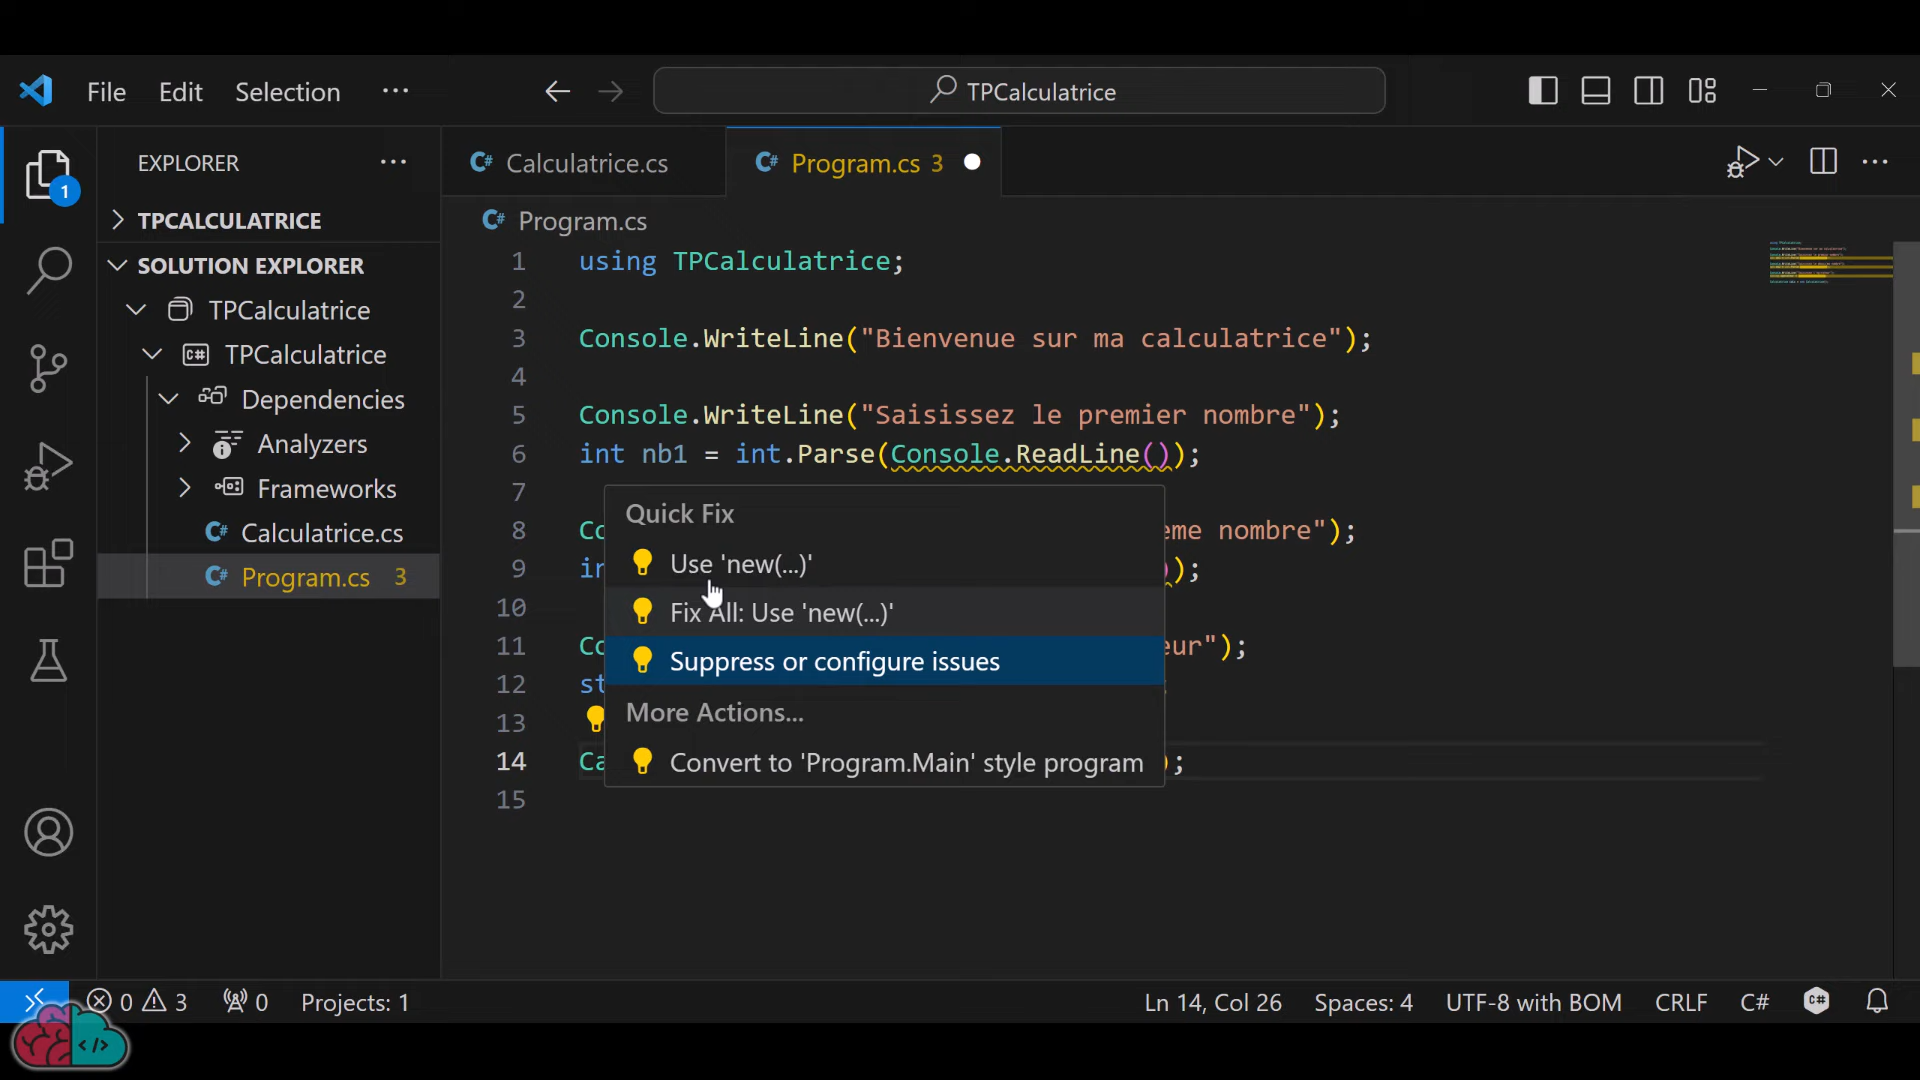 File Edit Selection ··· TPCalculatrice
EXPLORER ···
TPCALCULATRICE
SOLUTION EXPLORER
TPCalculatrice
TPCalculatrice
Dependencies
Analyzers
Frameworks
Calculatrice.cs
Program.cs 3
Calculatrice.cs Program.cs 3
Program.cs
1 using TPCalculatrice;
2
3 Console.WriteLine("Bienvenue sur ma calculatrice");
4
5 Console.WriteLine("Saisissez le premier nombre");
6 int nb1 = int.Parse(Console.ReadLine());
7
8 Co eme nombre");
9 in );
10
11 Co eur");
12 st ;
13
14 Ca );
15
Quick Fix
Use 'new(...)'
Fix All: Use 'new(...)'
Suppress or configure issues
More Actions...
Convert to 'Program.Main' style program
0 3 0 Projects: 1 Ln 14, Col 26 Spaces: 4 UTF-8 with BOM CRLF C#